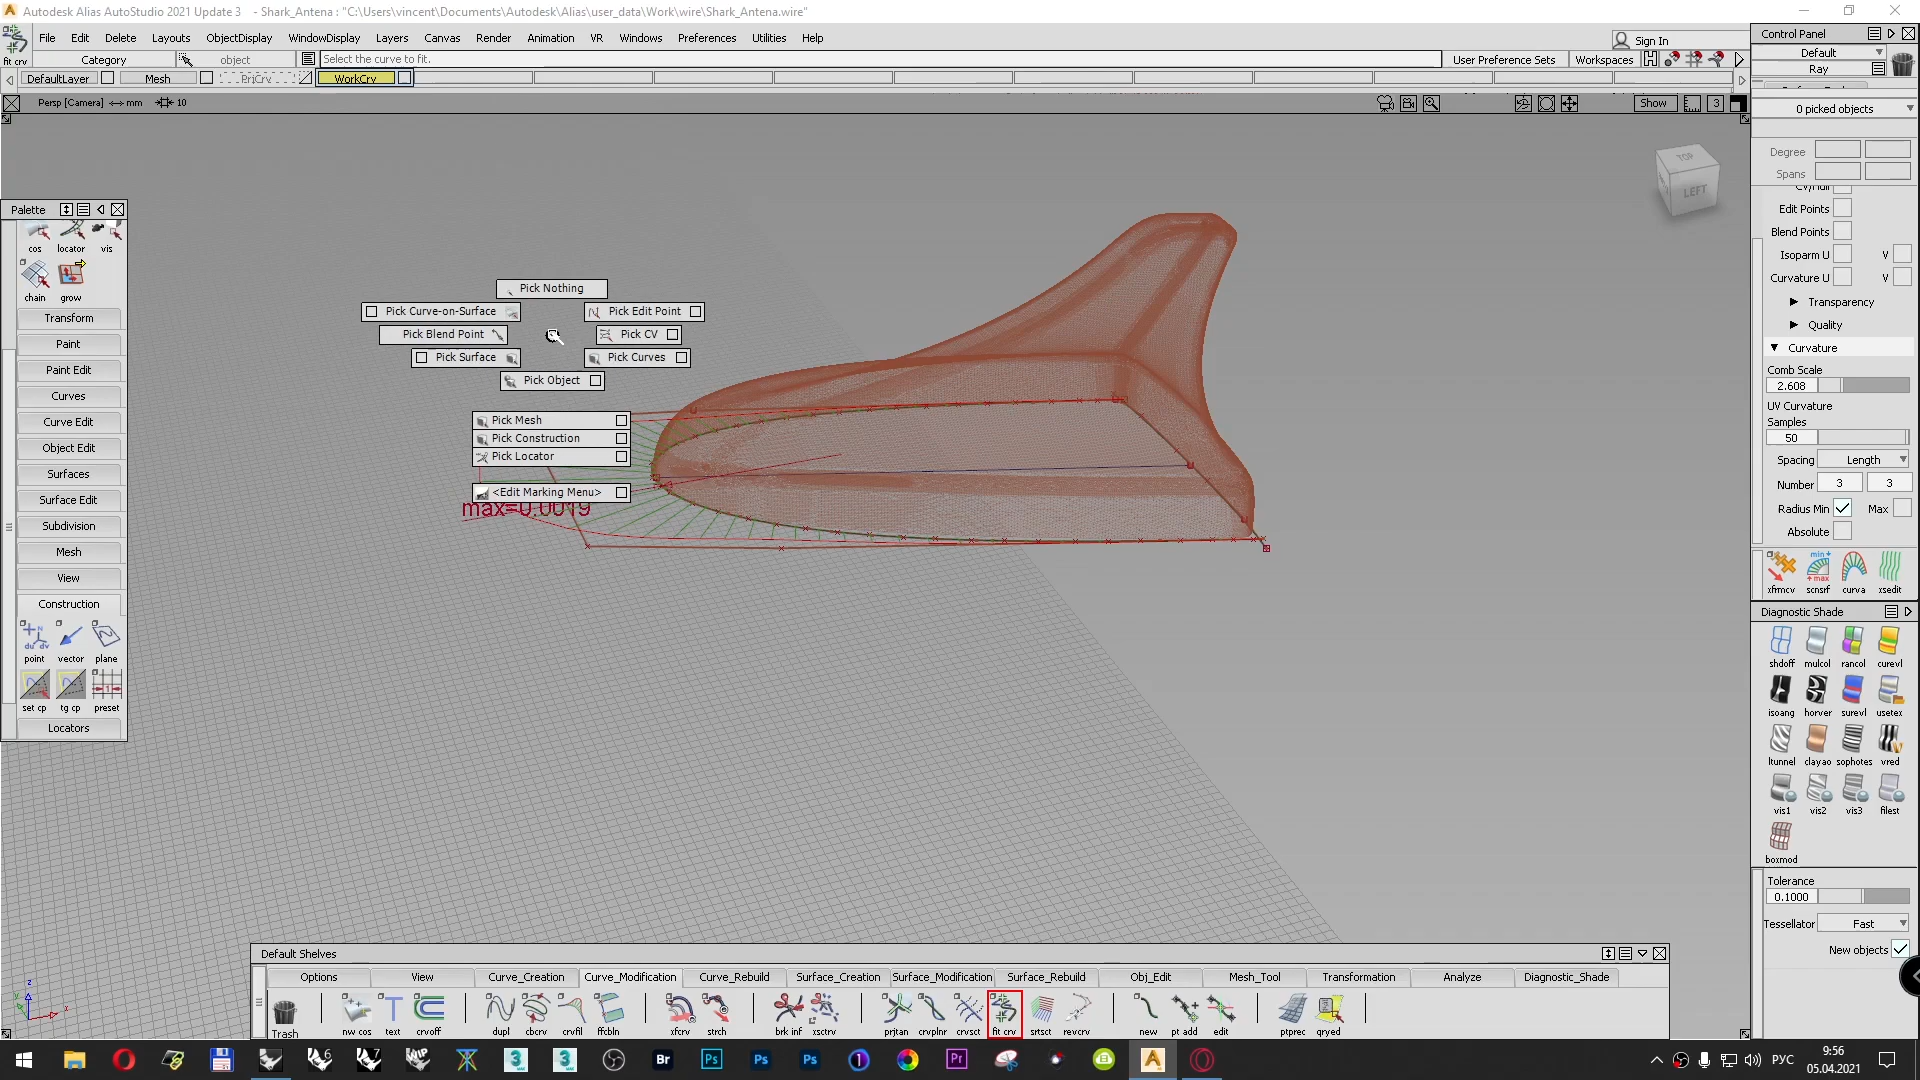 Autodesk Alias AutoStudio 2021 Update 3    - Shark_Antena : "C:\Users\vincent\Documents\Autodesk\Alias\user_data\Work\wire\Shark_Antena.wire"
File Edit Delete Layouts ObjectDisplay WindowDisplay Layers Canvas Render Animation VR Windows Preferences Utilities Help
Sign In
fit crv Category object Select the curve to fit. User Preference Sets Workspaces
DefaultLayer Mesh PrjCrv WorkCrv
Persp [Camera] mm 10 Show 3
Control Panel
Default
Ray
0 picked objects
Degree
Spans
CV/Hull
Edit Points
Blend Points
Isoparm U V
Curvature U V
Transparency
Quality
Curvature
Comb Scale
2.608
UV Curvature
Samples
50
Spacing Length
Number 3 3
Radius Min Max
Absolute
xfrmcv scnsrf curva xsedit
min max
Diagnostic Shade
shdoff mulcol rancol curevl
isoang horver surevl usetex
ltunnel clayao sophotes vred
vis1 vis2 vis3 filest
boxmod
Tolerance
0.1000
Tessellator Fast
New objects
TOP
LEFT
Palette
cos locator vis
chain grow
Transform
Paint
Paint Edit
Curves
Curve Edit
Object Edit
Surfaces
Surface Edit
Subdivision
Mesh
View
Construction
point vector plane
set cp tg cp preset
Locators
Pick Nothing
Pick Curve-on-Surface Pick Edit Point
Pick Blend Point Pick CV
Pick Surface Pick Curves
Pick Object
Pick Mesh
Pick Construction
Pick Locator
<Edit Marking Menu>
max=0.0019
z
y
x
Default Shelves
Options View Curve_Creation Curve_Modification Curve_Rebuild Surface_Creation Surface_Modification Surface_Rebuild Obj_Edit Mesh_Tool Transformation Analyze Diagnostic_Shade
Trash nw cos text crvoff dupl cbcrv crvfil ffcbln xfcrv strch brk inf xsctrv prjtan crvplnr crvsct fit crv srtsct revcrv new pt add edit ptprec qryed
Br Ps Ps Ps Pr
РУС
9:56
05.04.2021